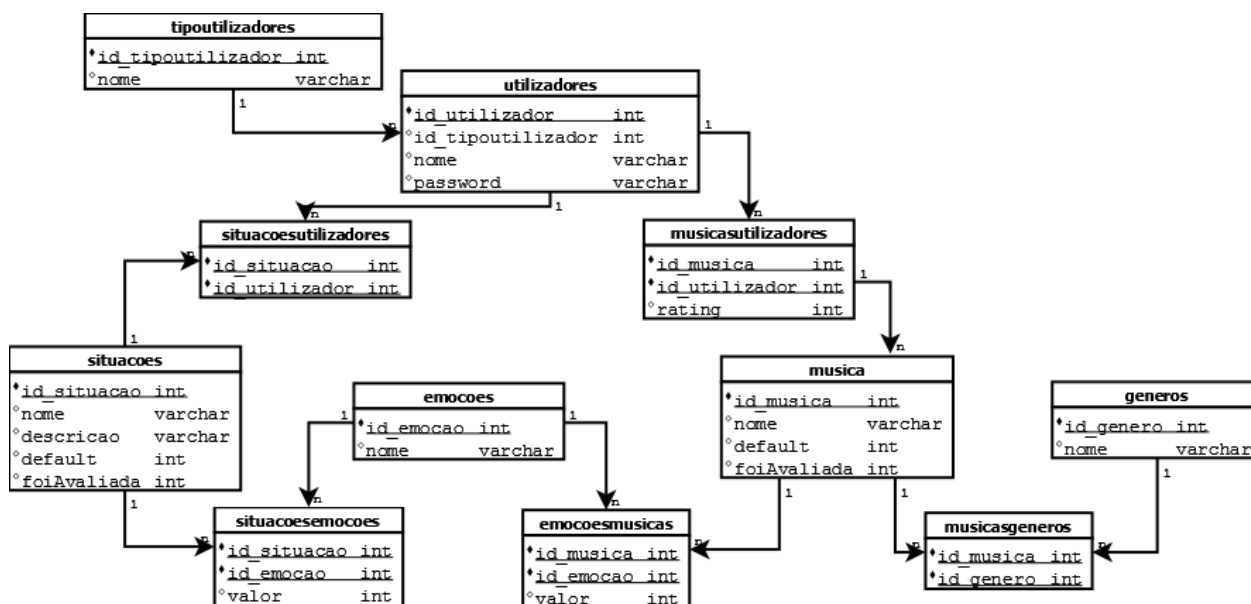 tipoutilizadores
id_tipoutilizador int
nome varchar
1
n
utilizadores
id_utilizador int
id_tipoutilizador int
nome varchar
password varchar
1
1
n
n
situacoesutilizadores
id_situacao int
id_utilizador int
n
1
musicasutilizadores
id_musica int
id_utilizador int
rating int
1
n
situacoes
id_situacao int
nome varchar
descricao varchar
default int
foiAvaliada int
1
emocoes
id_emocao int
nome varchar
1
1
n
n
musica
id_musica int
nome varchar
default int
foiAvaliada int
1
1
generos
id_genero int
nome varchar
1
situacoesemocoes
id_situacao int
id_emocao int
valor int
n
emocoesmusicas
id_musica int
id_emocao int
valor int
n
musicasgeneros
id_musica int
id_genero int
n
n